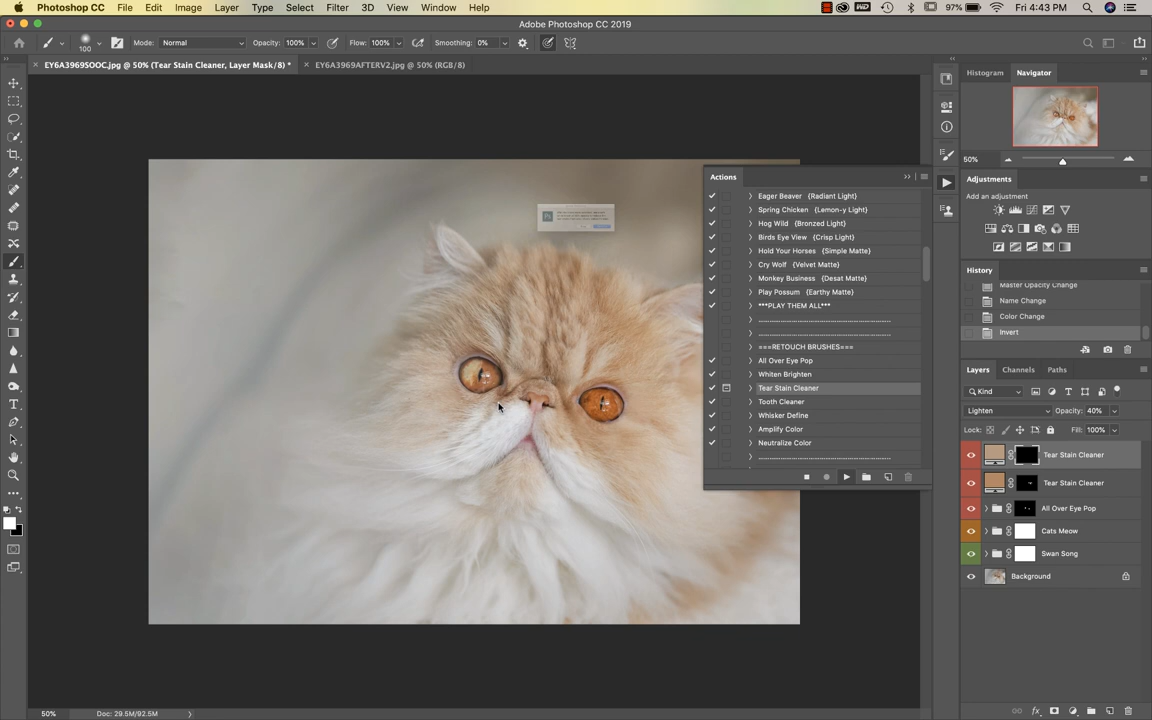 Photoshop CC File Edit Image Layer Type Select Filter 3D View Window Help
97% Fri 4:43 PM
Adobe Photoshop CC 2019
100 Mode: Normal Opacity: 100% Flow: 100% Smoothing: 0%
EY6A3969SOOC.jpg @ 50% (Tear Stain Cleaner, Layer Mask/8) *
EY6A3969AFTERV2.jpg @ 50% (RGB/8)
Histogram Navigator
50%
Adjustments
Add an adjustment
History
Master Opacity Change
Name Change
Color Change
Invert
Layers Channels Paths
Kind
Lighten Opacity: 40%
Lock: Fill: 100%
Tear Stain Cleaner
Tear Stain Cleaner
All Over Eye Pop
Cats Meow
Swan Song
Background
Actions
Eager Beaver {Radiant Light}
Spring Chicken {Lemon-y Light}
Hog Wild {Bronzed Light}
Birds Eye View {Crisp Light}
Hold Your Horses {Simple Matte}
Cry Wolf {Velvet Matte}
Monkey Business {Desat Matte}
Play Possum {Earthy Matte}
***PLAY THEM ALL***
===RETOUCH BRUSHES===
All Over Eye Pop
Whiten Brighten
Tear Stain Cleaner
Tooth Cleaner
Whisker Define
Amplify Color
Neutralize Color
50% Doc: 29.5M/92.5M